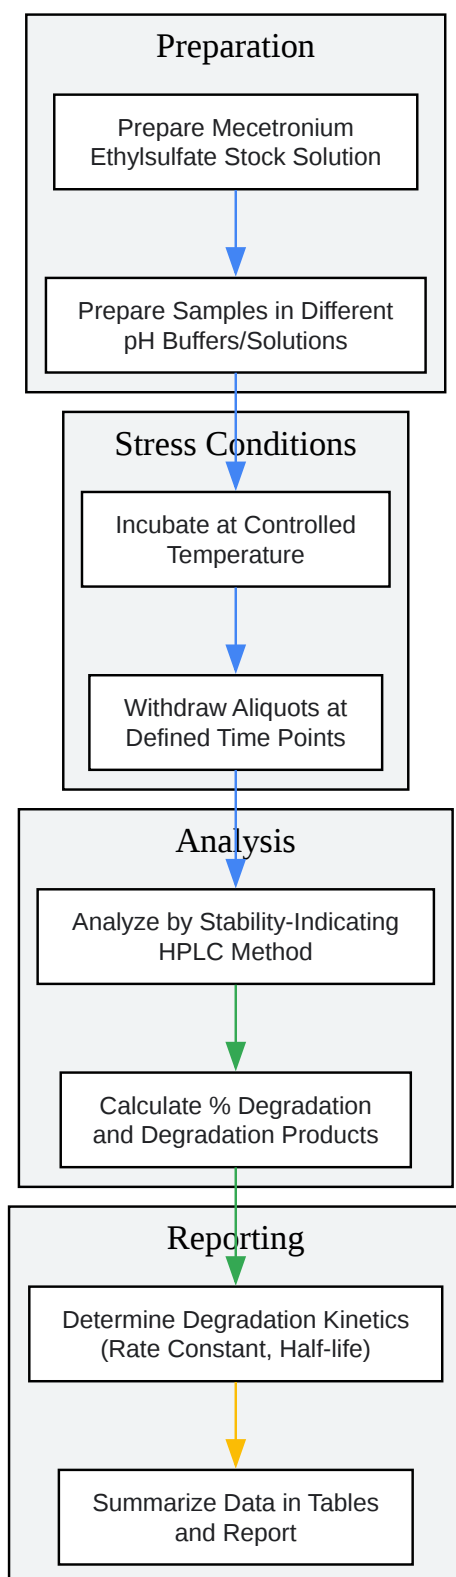 Preparation
Prepare Mecetronium
Ethylsulfate Stock Solution
Prepare Samples in Different
pH Buffers/Solutions
Stress Conditions
Incubate at Controlled
Temperature
Withdraw Aliquots at
Defined Time Points
Analysis
Analyze by Stability-Indicating
HPLC Method
Calculate % Degradation
and Degradation Products
Reporting
Determine Degradation Kinetics
(Rate Constant, Half-life)
Summarize Data in Tables
and Report